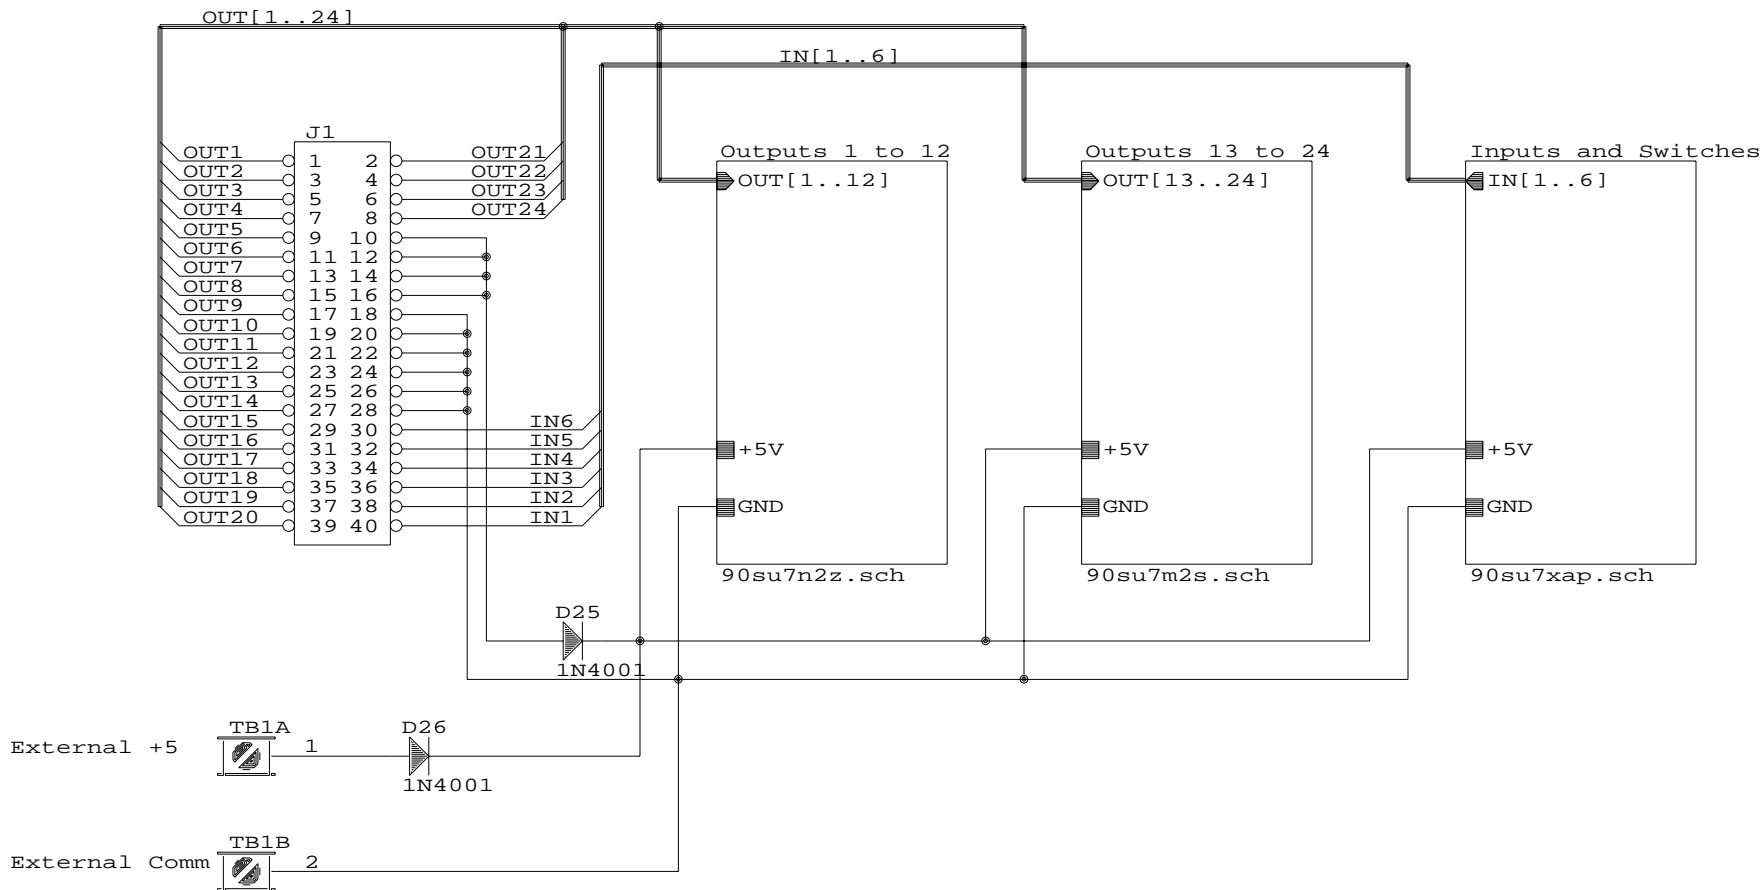 OUT[1..24]
IN[1..6]
J1
OUT1 1 2 OUT21
OUT2 3 4 OUT22
OUT3 5 6 OUT23
OUT4 7 8 OUT24
OUT5 9 10
OUT6 11 12
OUT7 13 14
OUT8 15 16
OUT9 17 18
OUT10 19 20
OUT11 21 22
OUT12 23 24
OUT13 25 26
OUT14 27 28
OUT15 29 30 IN6
OUT16 31 32 IN5
OUT17 33 34 IN4
OUT18 35 36 IN3
OUT19 37 38 IN2
OUT20 39 40 IN1
Outputs 1 to 12
OUT[1..12]
+5V
GND
90su7n2z.sch
Outputs 13 to 24
OUT[13..24]
+5V
GND
90su7m2s.sch
Inputs and Switches
IN[1..6]
+5V
GND
90su7xap.sch
D25
1N4001
External +5 TB1A 1
D26
1N4001
External Comm TB1B 2